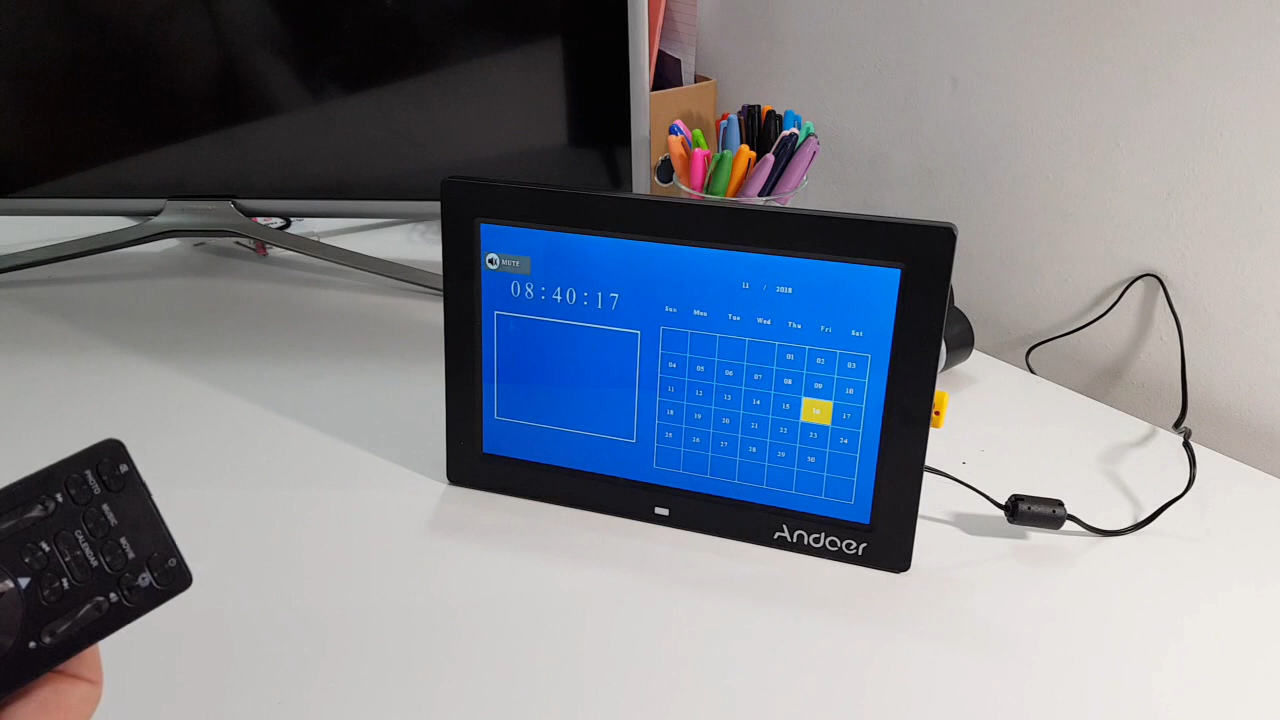 MUTE
08:40:17
11 / 2018
Sun Mon Tue Wed Thu Fri Sat
01 02 03
04 05 06 07 08 09 10
11 12 13 14 15 16 17
18 19 20 21 22 23 24
25 26 27 28 29 30
Andoer
PHOTO
MUSIC
MOVIE
CALENDAR